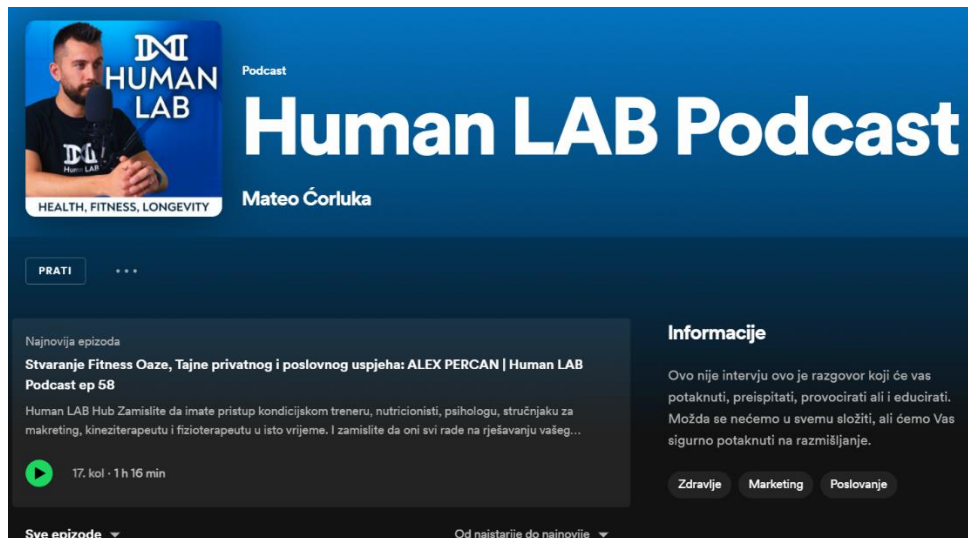 HUMAN
LAB
Human LAB
HEALTH, FITNESS, LONGEVITY
Podcast
Human LAB Podcast
Mateo Ćorluka
PRATI
Najnovija epizoda
Stvaranje Fitness Oaze, Tajne privatnog i poslovnog uspjeha: ALEX PERCAN | Human LAB
Podcast ep 58
Human LAB Hub Zamislite da imate pristup kondicijskom treneru, nutricionisti, psihologu, stručnjaku za
makreting, kineziterapeutu i fizioterapeutu u isto vrijeme. I zamislite da oni svi rade na rješavanju vašeg...
17. kol · 1 h 16 min
Informacije
Ovo nije intervju ovo je razgovor koji će vas
potaknuti, preispitati, provocirati ali i educirati.
Možda se nećemo u svemu složiti, ali ćemo Vas
sigurno potaknuti na razmišljanje.
Zdravlje Marketing Poslovanje
Sve epizode
Od najstarije do najnovije